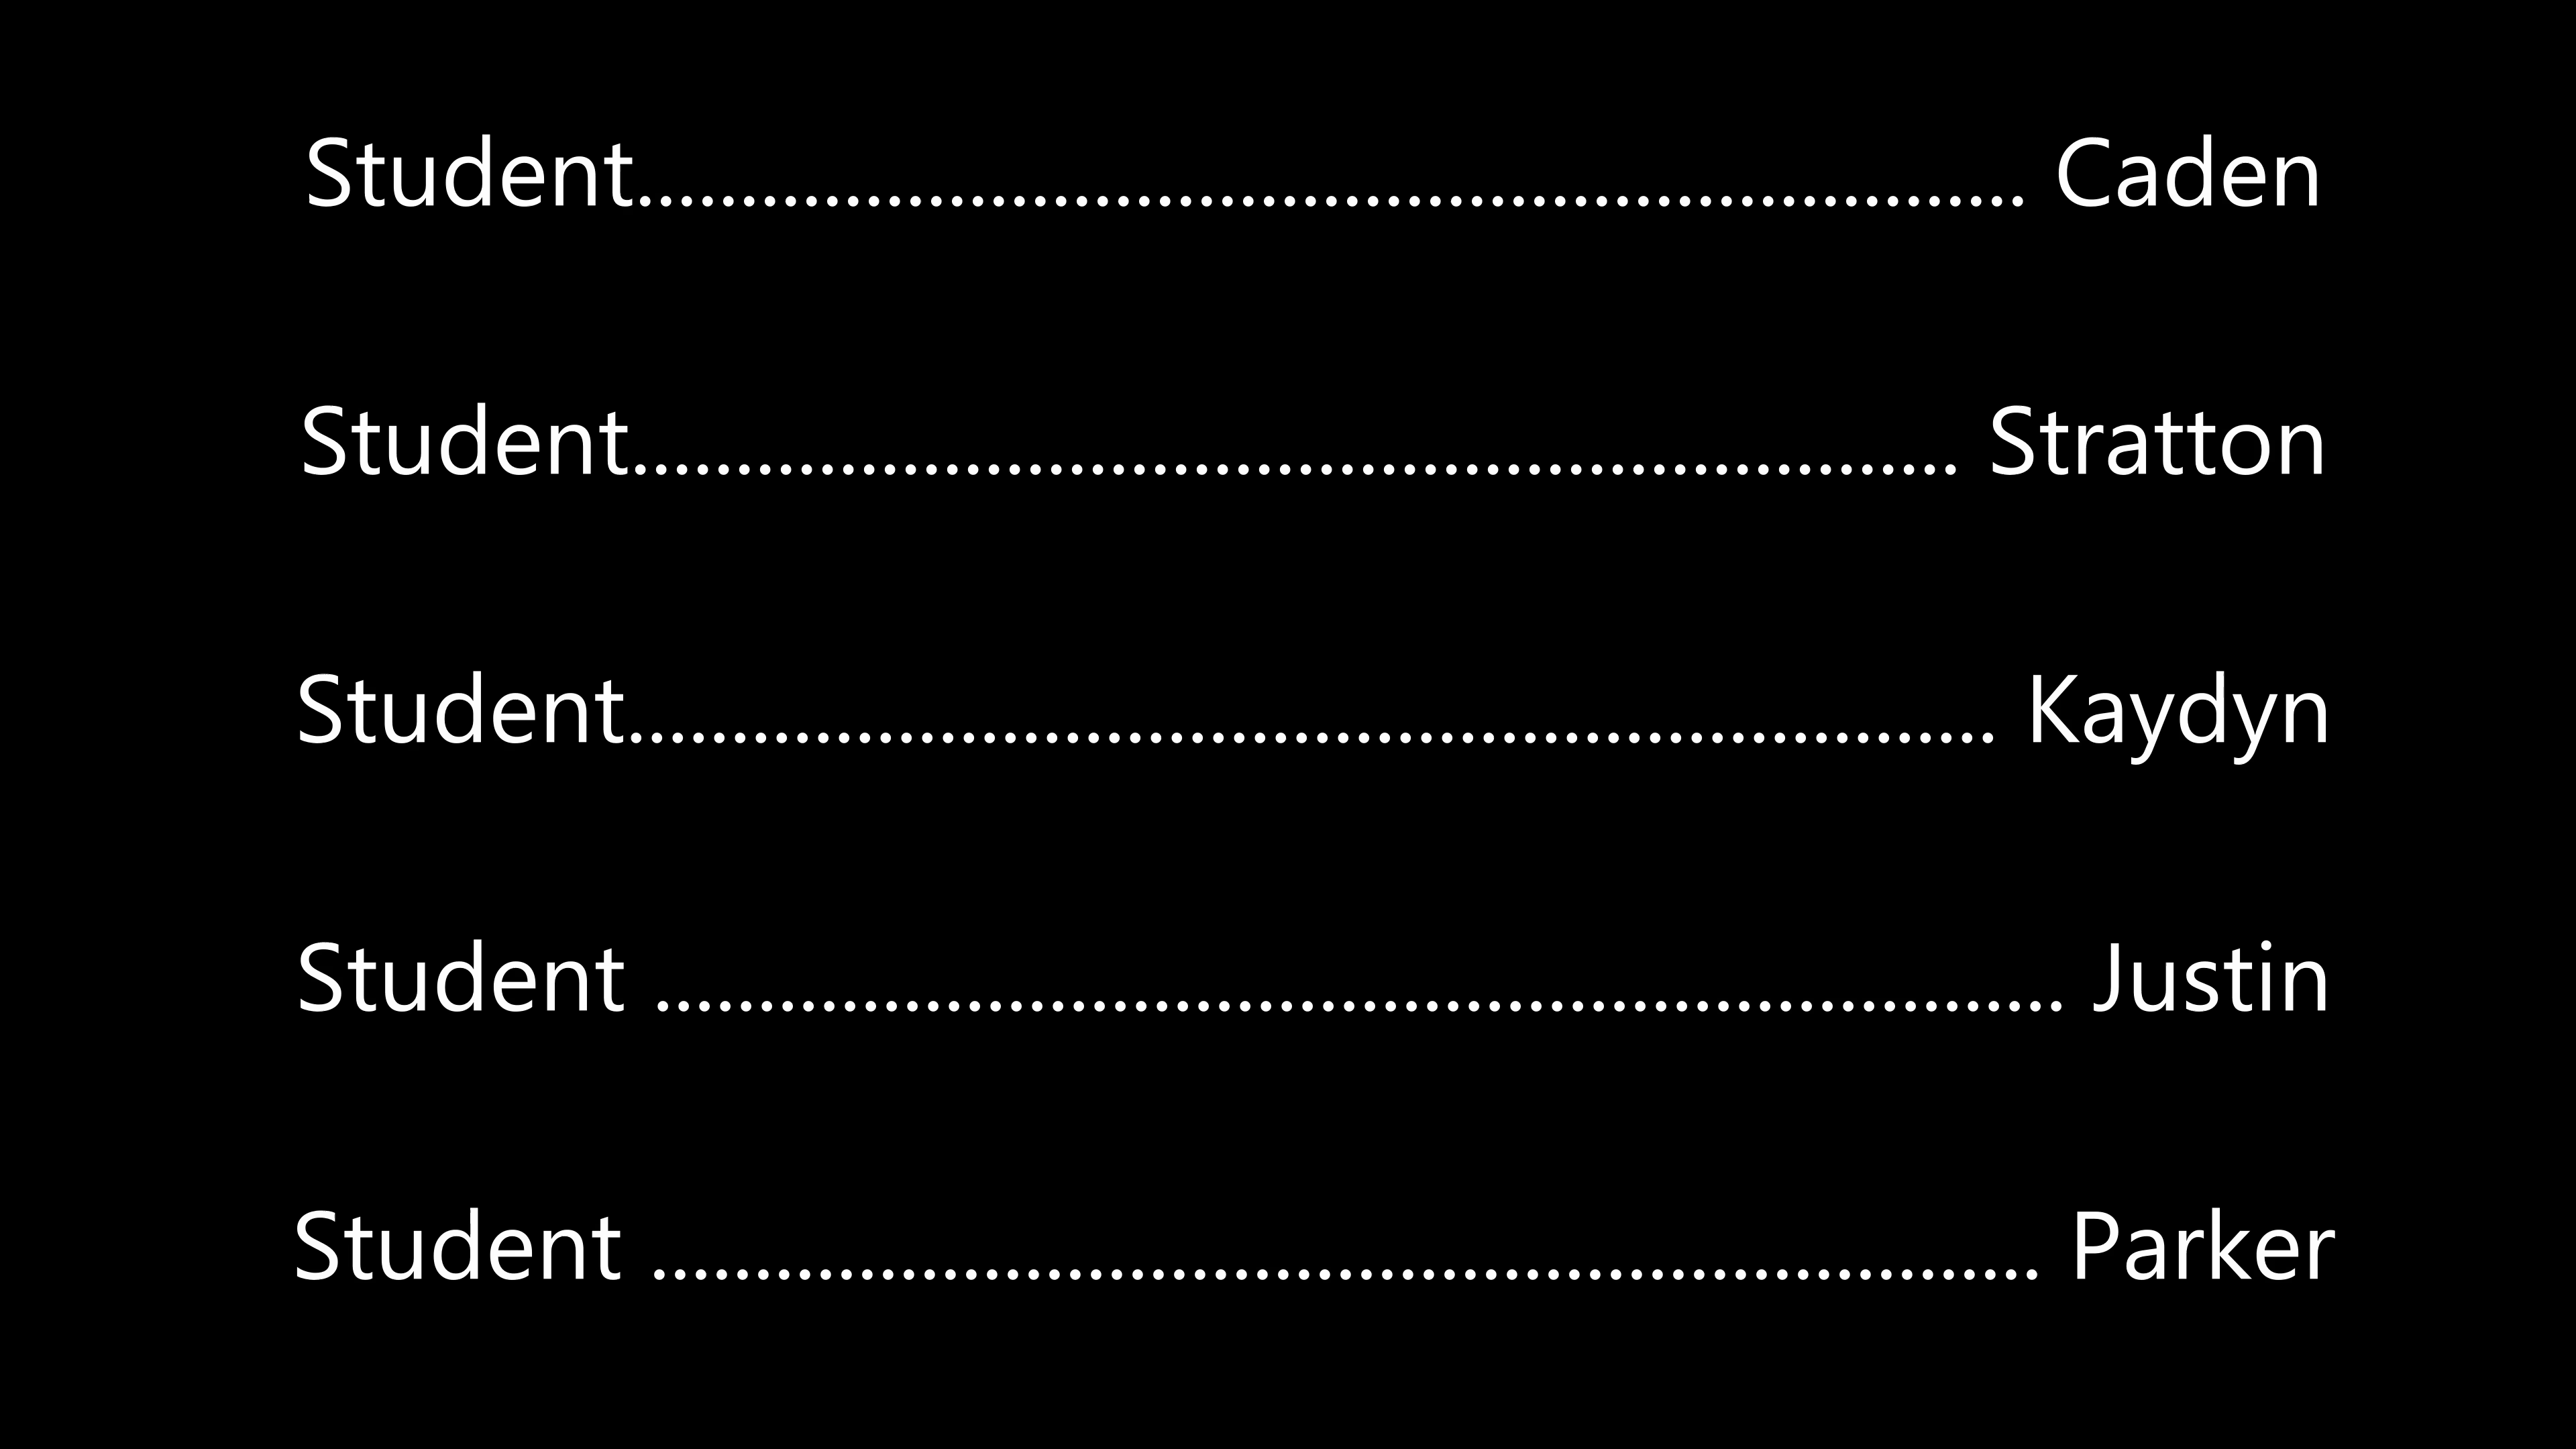 Student................................................................... Caden
Student................................................................ Stratton
Student.................................................................. Kaydyn
Student .................................................................... Justin
Student ................................................................... Parker